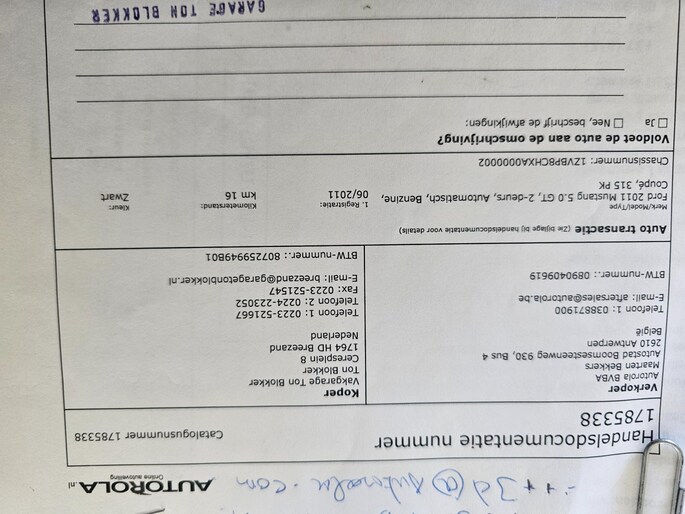 AUTOROLA.nl
Online autoveiling
Handelsdocumentatie nummer
1785338
Catalogusnummer 1785338
Verkoper
Autorola BVBA
Maarten Bekkers
Autostad Boomsesteenweg 930, Bus 4
2610 Antwerpen
België
Telefoon 1: 038871900
E-mail: aftersales@autorola.be
BTW-nummer.: 0890409619
Koper
Vakgarage Ton Blokker
Ton Blokker
Ceresplein 8
1764 HD Breezand
Nederland
Telefoon 1: 0223-521667
Telefoon 2: 0224-223052
Fax: 0223-521547
E-mail: breezand@garagetonblokker.nl
BTW-nummer.: 807259949B01
Auto transactie (Zie bijlage bij handelsdocumentatie voor details)
Merk/Model/Type
Ford 2011 Mustang 5.0 GT, 2-deurs, Automatisch, Benzine,
Coupé, 315 PK
1. Registratie:
06/2011
Kilometerstand:
km 16
Kleur:
Zwart
Chassisnummer: 1ZVBP8CHXA0000002
Voldoet de auto aan de omschrijving?
Ja Nee, beschrijf de afwijkingen:
GARAGE TON BLOKKER